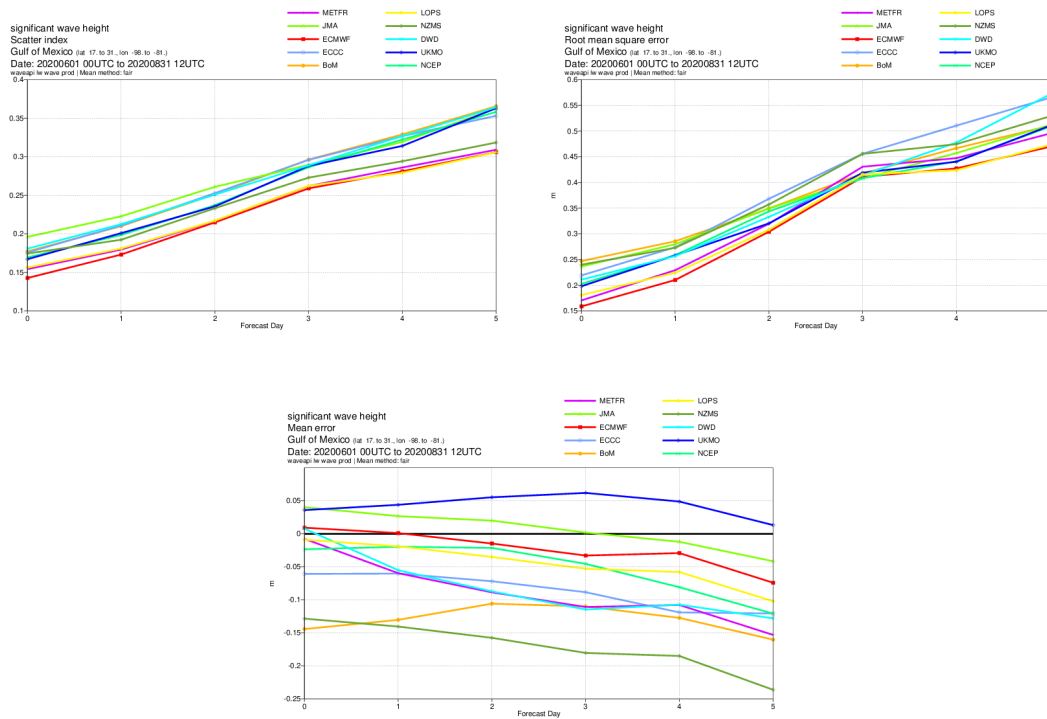 significant wave height
Scatter index
Gulf of Mexico (lat 17. to 31., lon -98. to -81.)
Date: 20200601 00UTC to 20200831 12UTC
waveapi lw wave prod | Mean method: fair
METFR LOPS
JMA NZMS
ECMWF DWD
ECCC UKMO
BoM NCEP
0.4
0.35
0.3
0.25
0.2
0.15
0.1
0 1 2 3 4 5
Forecast Day
significant wave height
Root mean square error
Gulf of Mexico (lat 17. to 31., lon -98. to -81.)
Date: 20200601 00UTC to 20200831 12UTC
waveapi lw wave prod | Mean method: fair
METFR LOPS
JMA NZMS
ECMWF DWD
ECCC UKMO
BoM NCEP
0.6
0.55
0.5
0.45
0.4
0.35
0.3
0.25
0.2
0.15
m
0 1 2 3 4
Forecast Day
significant wave height
Mean error
Gulf of Mexico (lat 17. to 31., lon -98. to -81.)
Date: 20200601 00UTC to 20200831 12UTC
waveapi lw wave prod | Mean method: fair
METFR LOPS
JMA NZMS
ECMWF DWD
ECCC UKMO
BoM NCEP
0.05
0
-0.05
-0.1
-0.15
-0.2
-0.25
m
0 1 2 3 4 5
Forecast Day